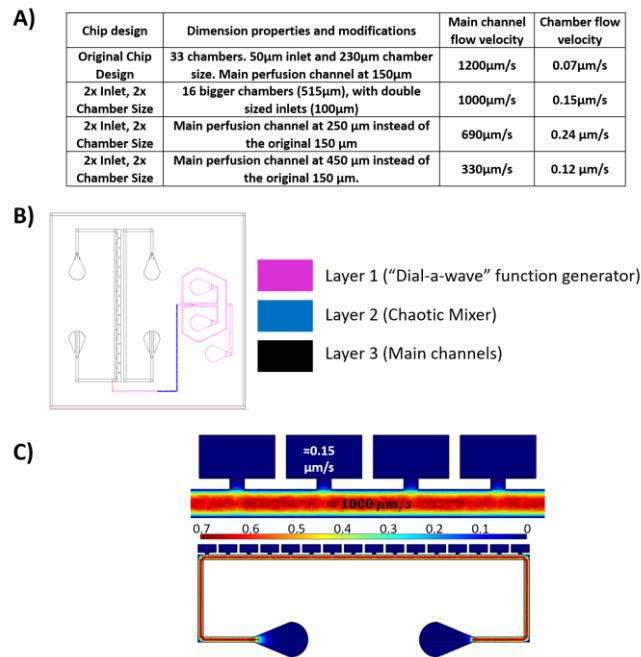 A)
Chip design Dimension properties and modifications Main channel flow velocity Chamber flow velocity
Original Chip Design 33 chambers. 50µm inlet and 230µm chamber size. Main perfusion channel at 150µm 1200µm/s 0.07µm/s
2x Inlet, 2x Chamber Size 16 bigger chambers (515µm), with double sized inlets (100µm) 1000µm/s 0.15µm/s
2x Inlet, 2x Chamber Size Main perfusion channel at 250 µm instead of the original 150 µm 690µm/s 0.24 µm/s
2x Inlet, 2x Chamber Size Main perfusion channel at 450 µm instead of the original 150 µm. 330µm/s 0.12 µm/s
B)
Layer 1 (“Dial-a-wave” function generator)
Layer 2 (Chaotic Mixer)
Layer 3 (Main channels)
C)
≈0.15
µm/s
≈ 1000 µm/s
0.7 0.6 0.5 0.4 0.3 0.2 0.1 0